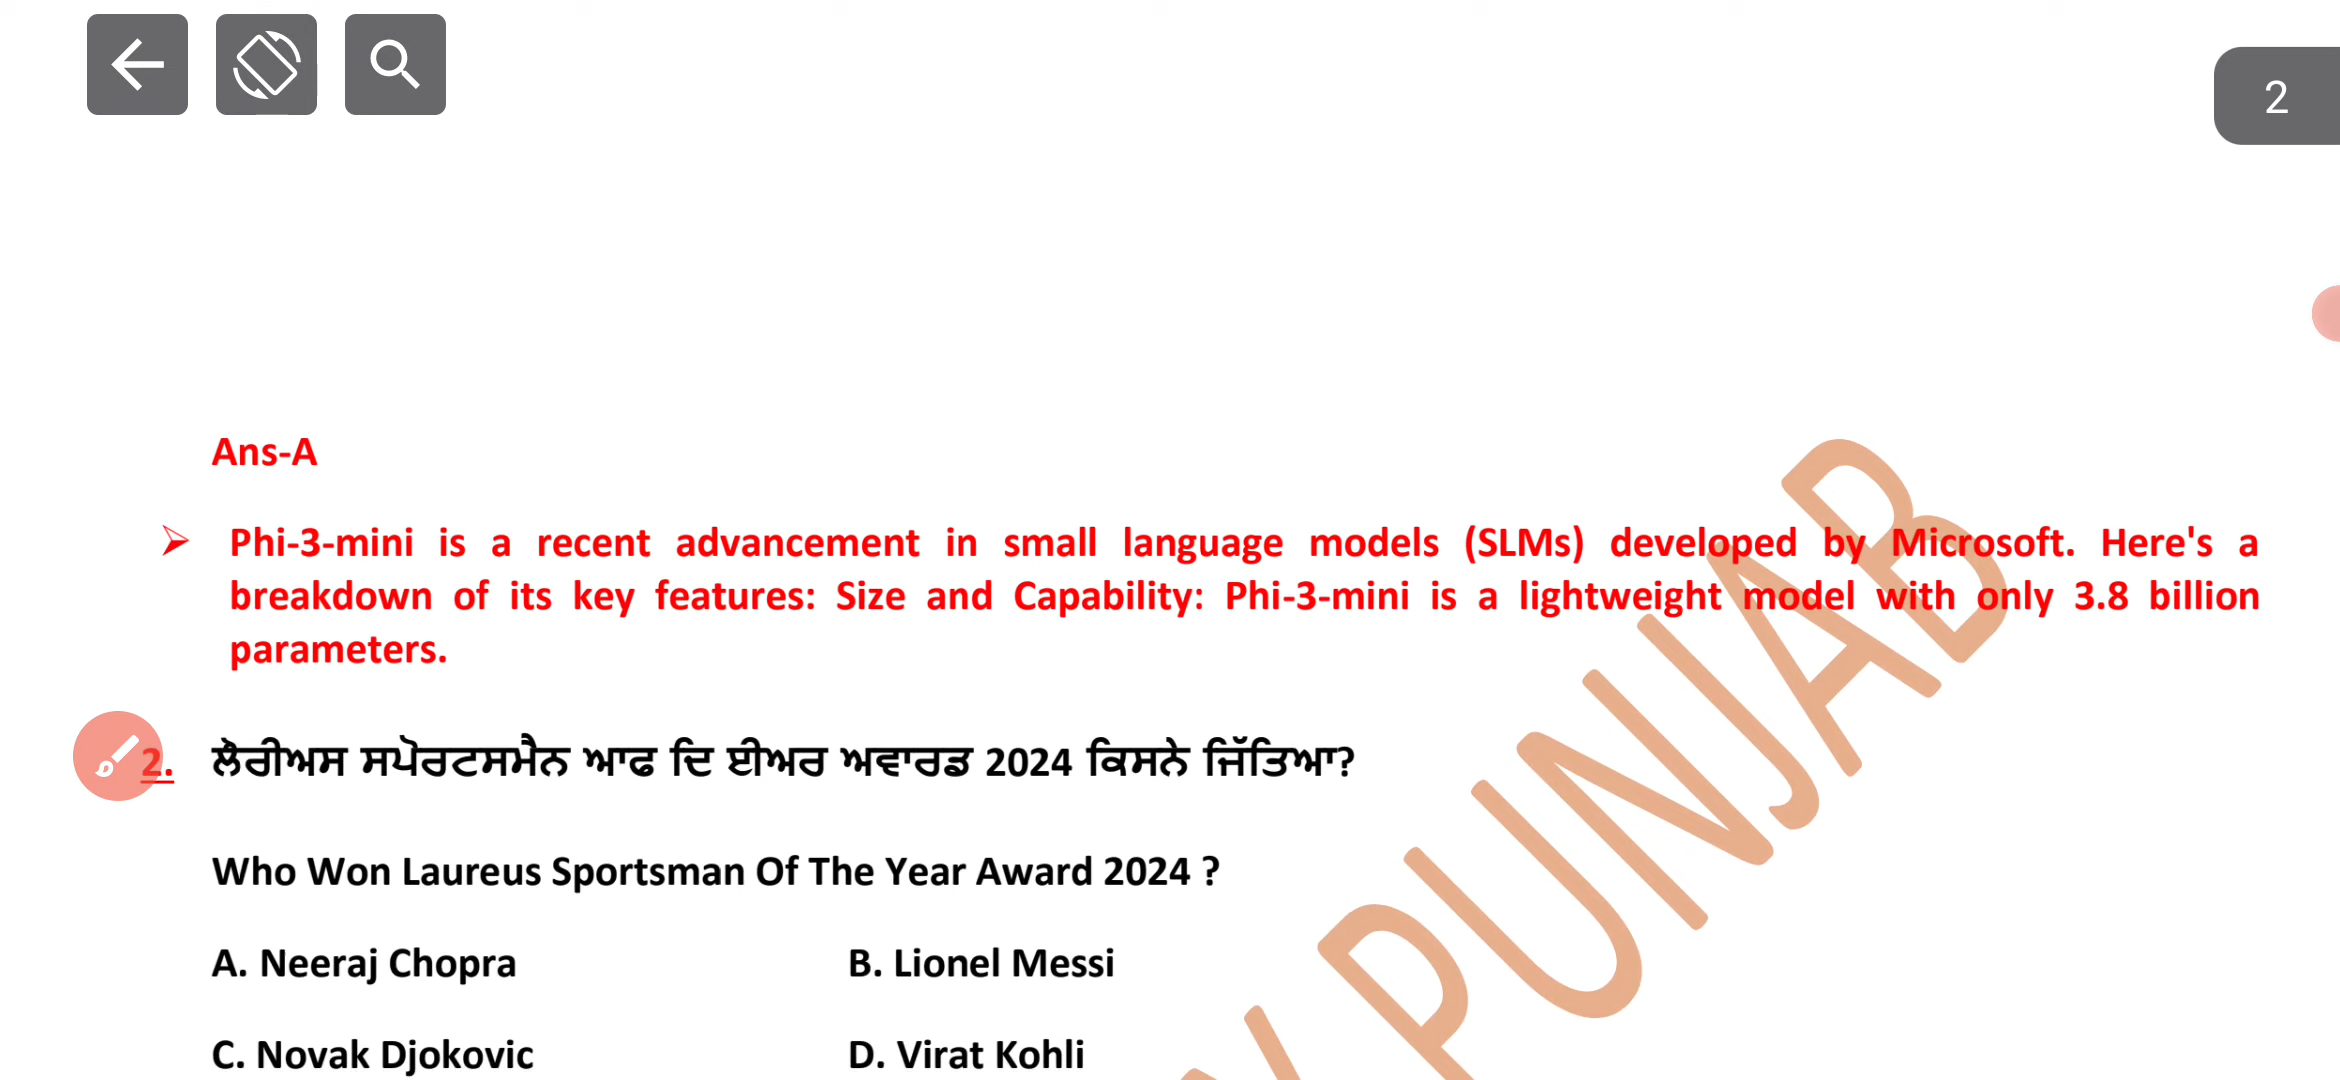 2
Ans-A
➢ Phi-3-mini is a recent advancement in small language models (SLMs) developed by Microsoft. Here's a
breakdown of its key features: Size and Capability: Phi-3-mini is a lightweight model with only 3.8 billion
parameters.
2. ਲੋਰੀਅਸ ਸਪੋਰਟਸਮੈਨ ਆਫ ਦਿ ਈਅਰ ਅਵਾਰਡ 2024 ਕਿਸਨੇ ਜਿੱਤਿਆ?
Who Won Laureus Sportsman Of The Year Award 2024 ?
A. Neeraj Chopra B. Lionel Messi
C. Novak Djokovic D. Virat Kohli
PUNJAB